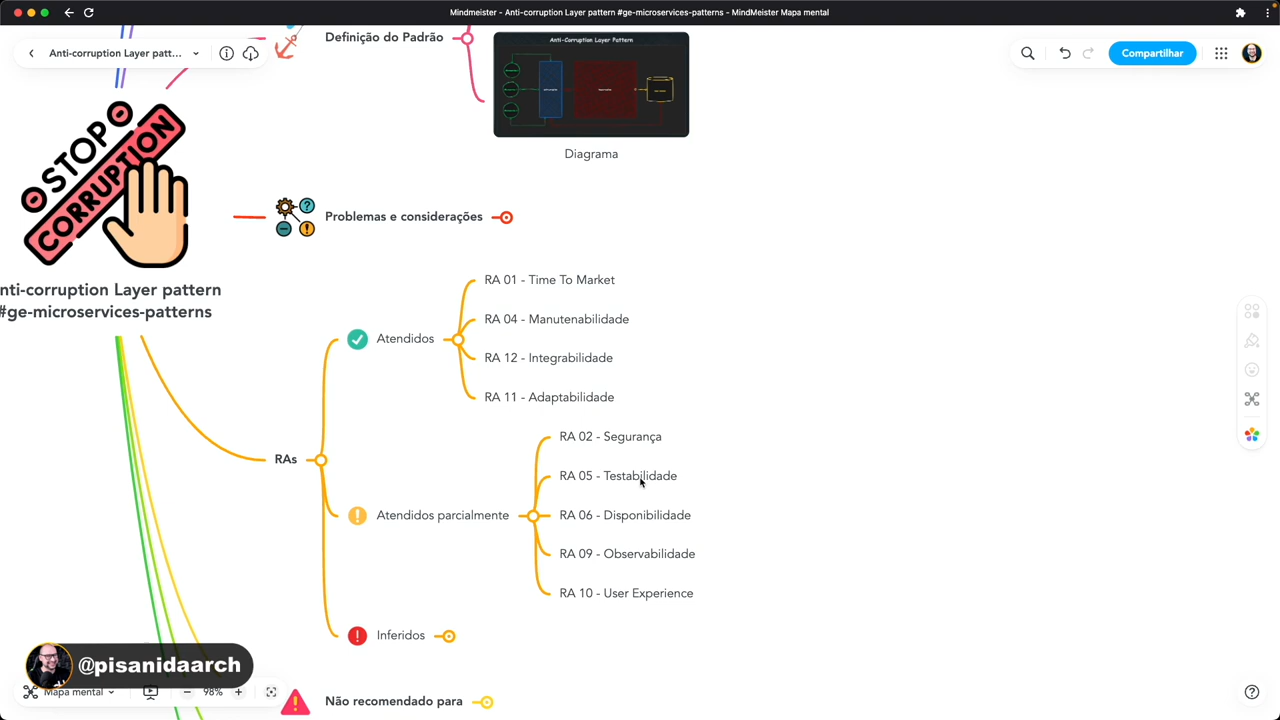 Mindmeister - Anti-corruption Layer pattern #ge-microservices-patterns - MindMeister Mapa mental
Anti-corruption Layer patt...
Compartilhar
Definição do Padrão
Anti-Corruption Layer Pattern
Diagrama
STOP
CORRUPTION
Problemas e considerações
nti-corruption Layer pattern
#ge-microservices-patterns
RAs
Atendidos
RA 01 - Time To Market
RA 04 - Manutenabilidade
RA 12 - Integrabilidade
RA 11 - Adaptabilidade
Atendidos parcialmente
RA 02 - Segurança
RA 05 - Testabilidade
RA 06 - Disponibilidade
RA 09 - Observabilidade
RA 10 - User Experience
Inferidos
@pisanidaarch
Mapa mental
98%
Não recomendado para